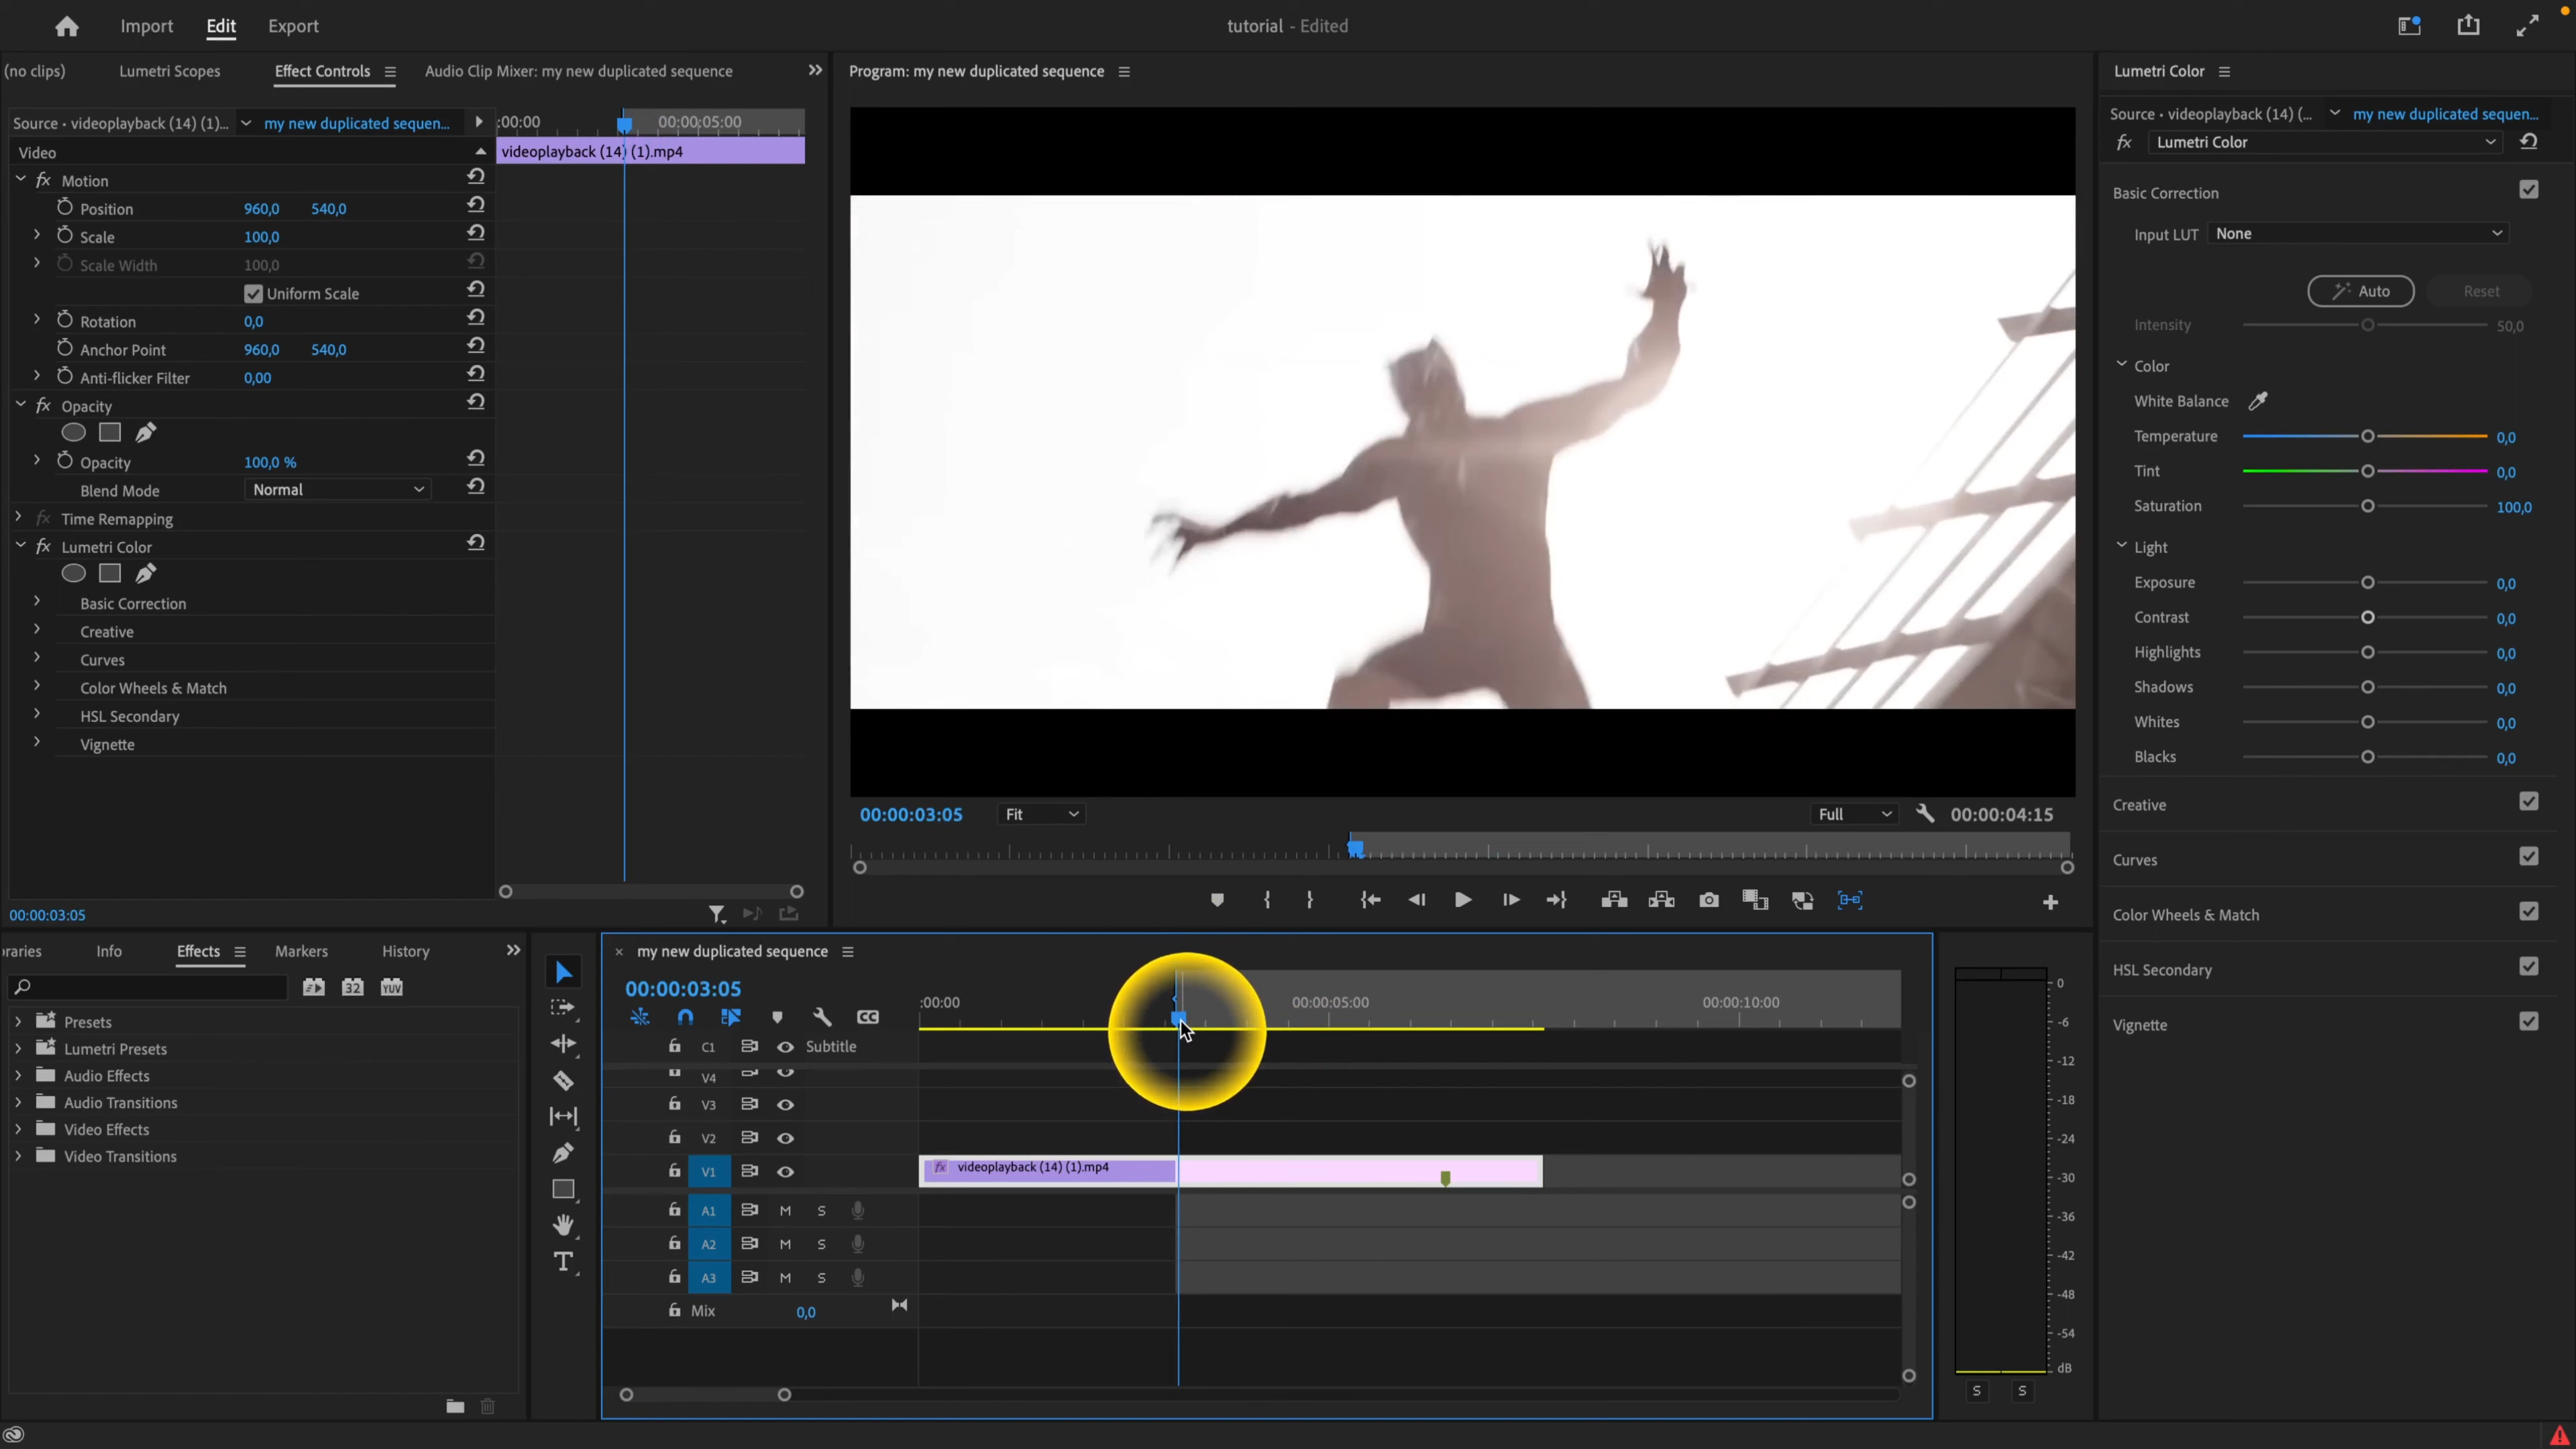 Import Edit Export
tutorial - Edited
(no clips) Lumetri Scopes Effect Controls Audio Clip Mixer: my new duplicated sequence
Source • videoplayback (14) (1)... my new duplicated sequen...
:00:00 00:00:05:00
Video
videoplayback (14) (1).mp4
fx Motion
Position 960,0 540,0
Scale 100,0
Scale Width 100,0
Uniform Scale
Rotation 0,0
Anchor Point 960,0 540,0
Anti-flicker Filter 0,00
fx Opacity
Opacity 100,0 %
Blend Mode Normal
fx Time Remapping
fx Lumetri Color
Basic Correction
Creative
Curves
Color Wheels & Match
HSL Secondary
Vignette
00:00:03:05
Program: my new duplicated sequence
00:00:03:05 Fit Full 00:00:04:15
Lumetri Color
Source • videoplayback (14) (... my new duplicated sequen...
fx Lumetri Color
Basic Correction
Input LUT None
Auto Reset
Intensity 50,0
Color
White Balance
Temperature 0,0
Tint 0,0
Saturation 100,0
Light
Exposure 0,0
Contrast 0,0
Highlights 0,0
Shadows 0,0
Whites 0,0
Blacks 0,0
Creative
Curves
Color Wheels & Match
HSL Secondary
Vignette
oraries Info Effects Markers History
32 YUV
Presets
Lumetri Presets
Audio Effects
Audio Transitions
Video Effects
Video Transitions
T
× my new duplicated sequence
00:00:03:05
:00:00 00:00:05:00 00:00:10:00
CC
C1 Subtitle
V4
V3
V2
V1 fx videoplayback (14) (1).mp4
A1 M S
A2 M S
A3 M S
Mix 0,0
0
-6
-12
-18
-24
-30
-36
-42
-48
-54
dB
S S